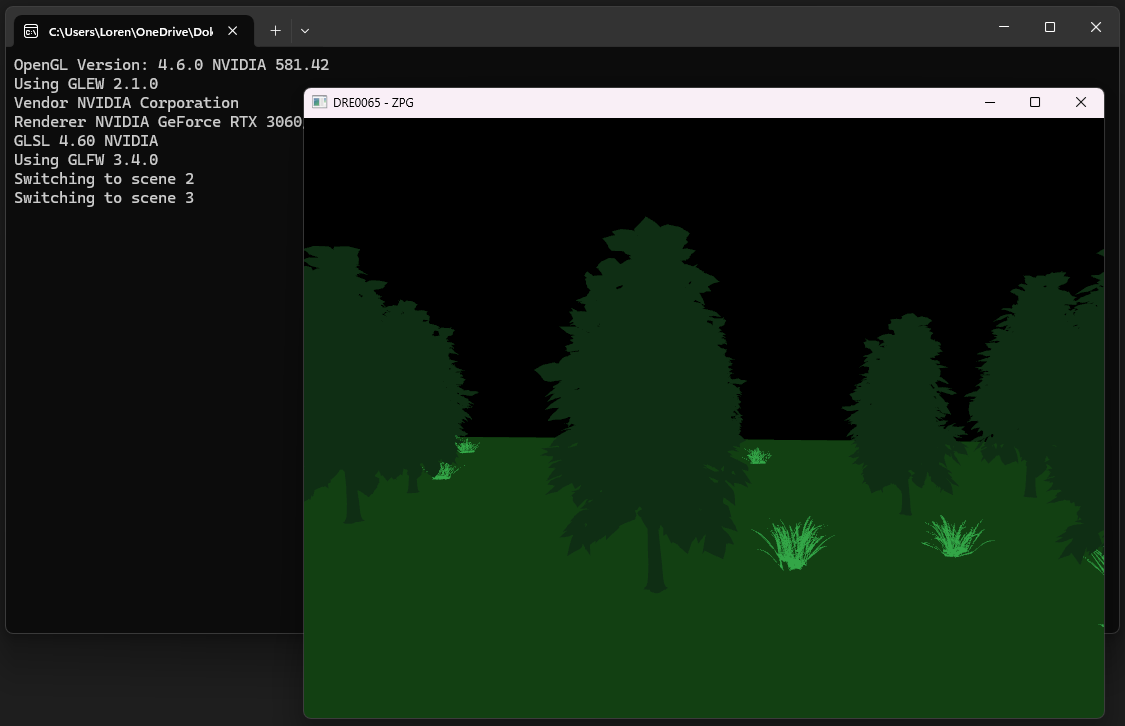 C:\Users\Loren\OneDrive\Dok
OpenGL Version: 4.6.0 NVIDIA 581.42
Using GLEW 2.1.0
Vendor NVIDIA Corporation
Renderer NVIDIA GeForce RTX 3060
GLSL 4.60 NVIDIA
Using GLFW 3.4.0
Switching to scene 2
Switching to scene 3
DRE0065 - ZPG